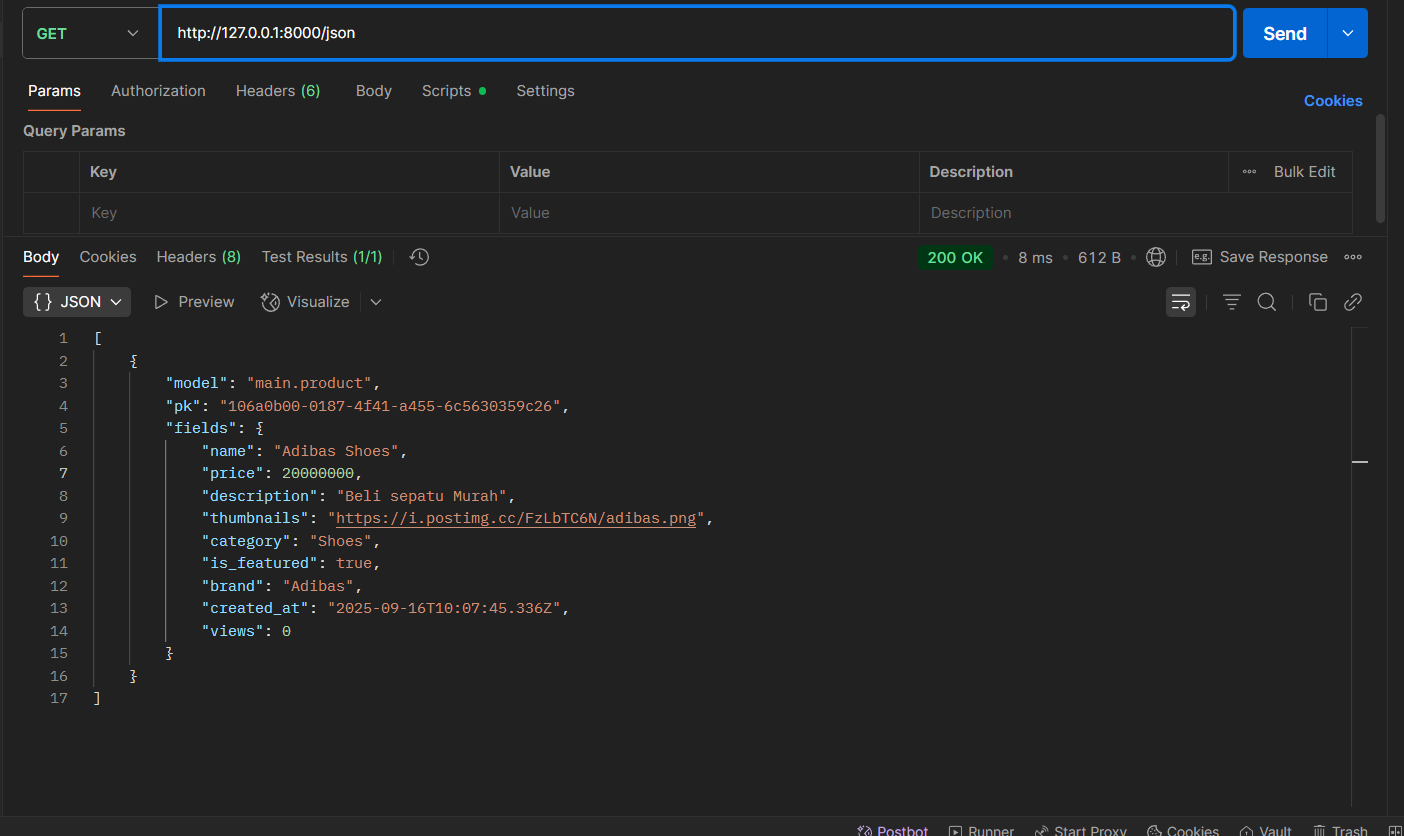 GET http://127.0.0.1:8000/json Send
Params Authorization Headers (6) Body Scripts Settings Cookies
Query Params
Key Value Description Bulk Edit
Key Value Description
Body Cookies Headers (8) Test Results (1/1) 200 OK 8 ms 612 B e.g. Save Response
{} JSON Preview Visualize
1 [
2 {
3 "model": "main.product",
4 "pk": "106a0b00-0187-4f41-a455-6c5630359c26",
5 "fields": {
6 "name": "Adibas Shoes",
7 "price": 20000000,
8 "description": "Beli sepatu Murah",
9 "thumbnails": "https://i.postimg.cc/FzLbTC6N/adibas.png",
10 "category": "Shoes",
11 "is_featured": true,
12 "brand": "Adibas",
13 "created_at": "2025-09-16T10:07:45.336Z",
14 "views": 0
15 }
16 }
17 ]
Postbot Runner Start Proxy Cookies Vault Trash